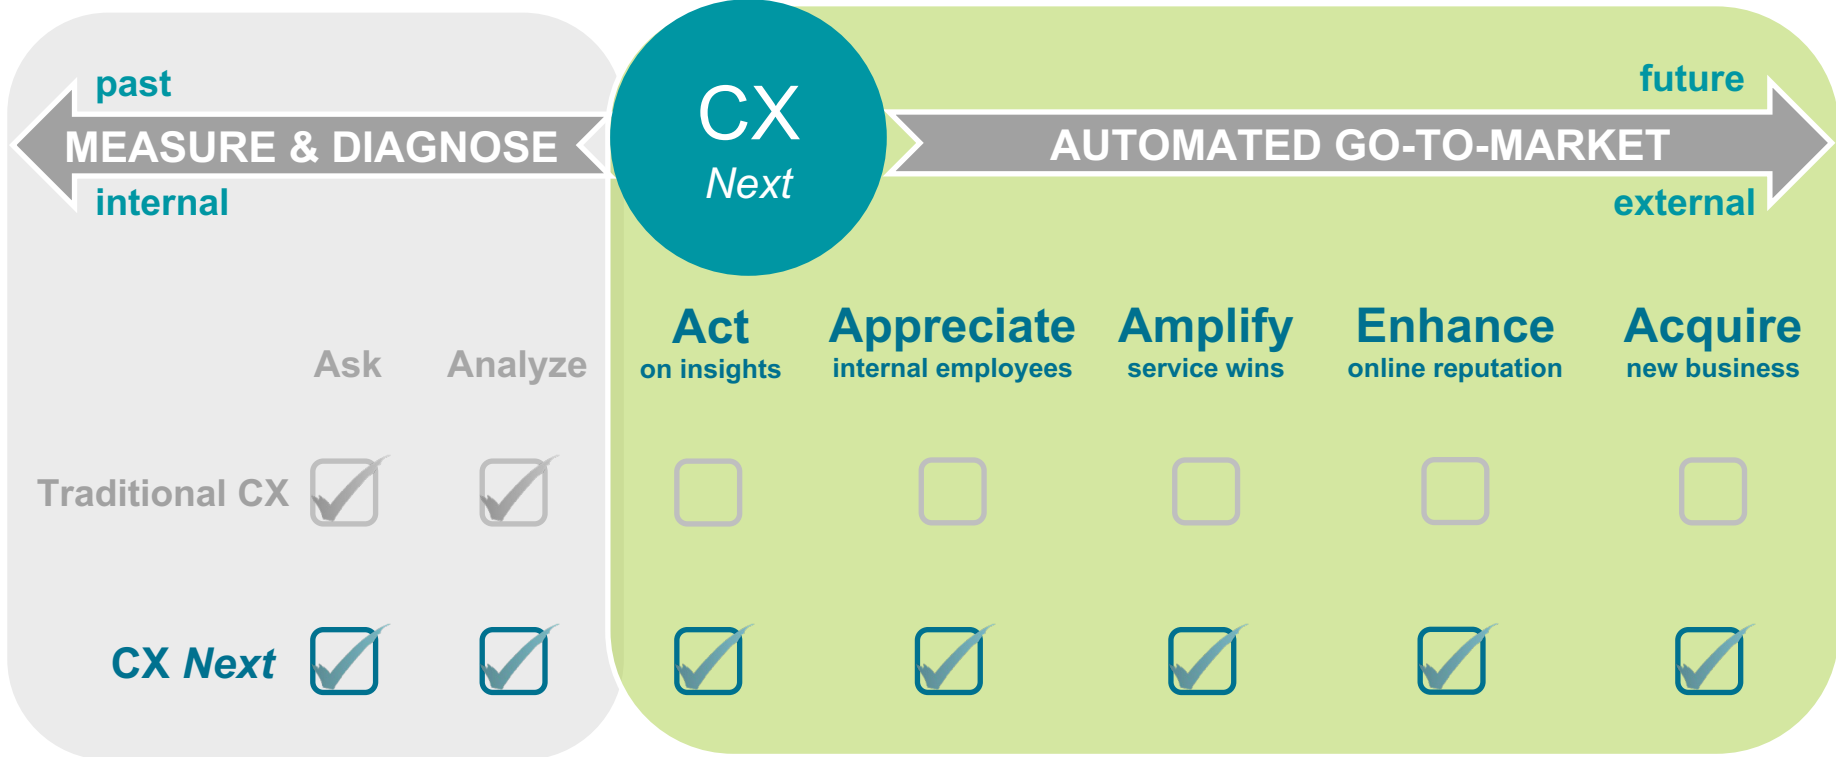 past
MEASURE & DIAGNOSE
internal
CX
Next
future
AUTOMATED GO-TO-MARKET
external
Ask
Analyze
Act
on insights
Appreciate
internal employees
Amplify
service wins
Enhance
online reputation
Acquire
new business
Traditional CX
CX Next